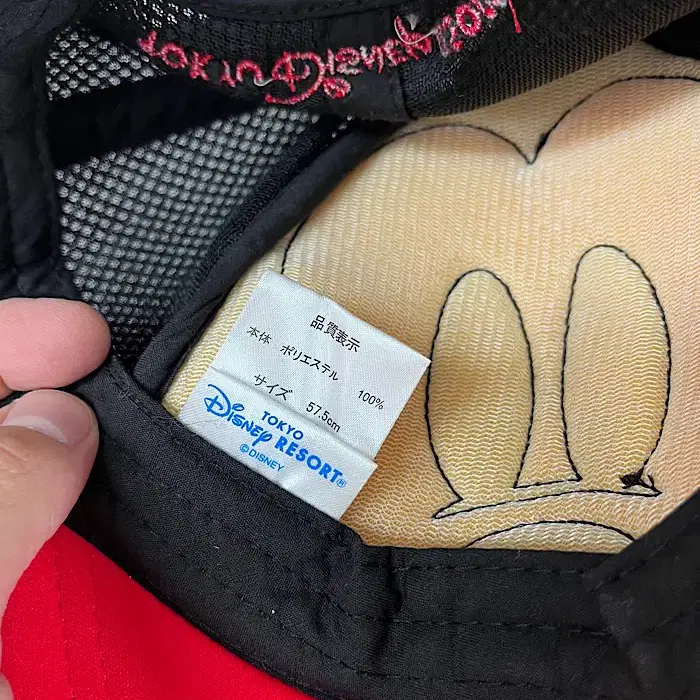 品質表示
本体 ポリエステル 100%
サイズ 57.5cm
TOKYO
Disney RESORT®
© DISNEY